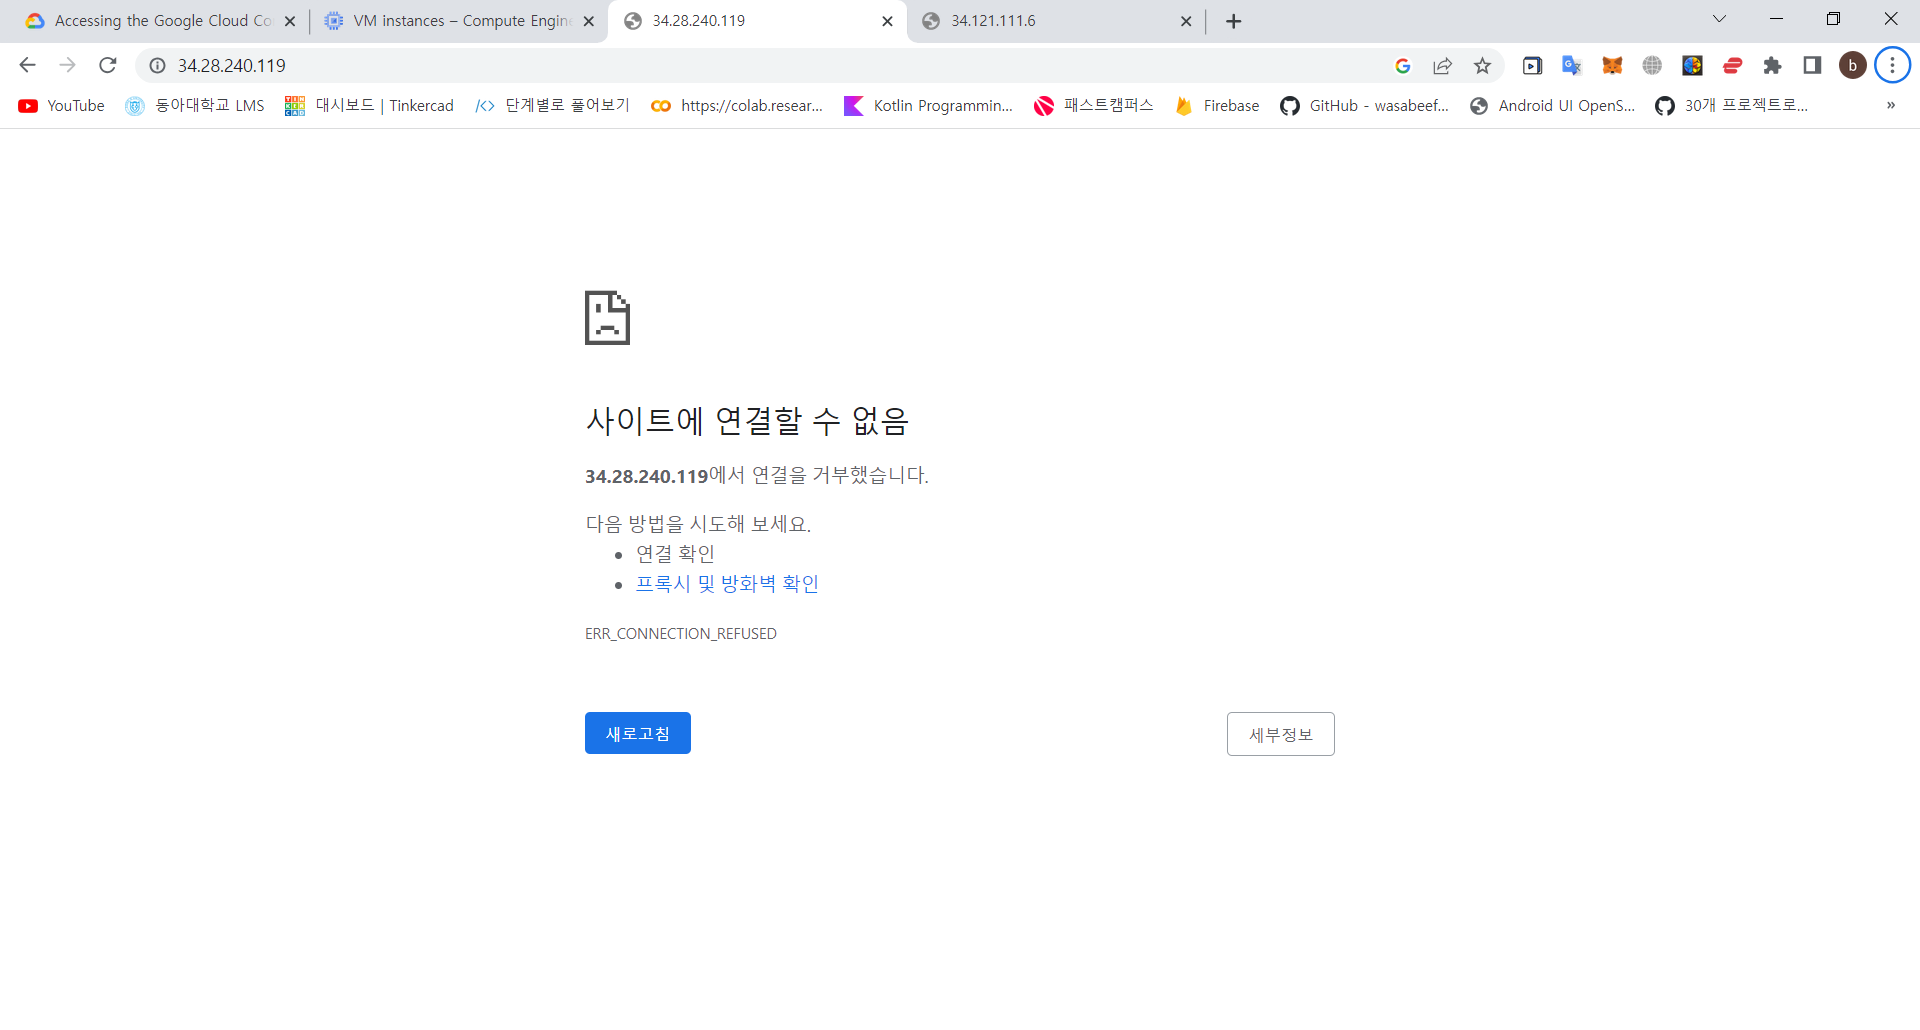 Accessing the Google Cloud Co
VM instances – Compute Engine
34.28.240.119
34.121.111.6
34.28.240.119
b
YouTube
동아대학교 LMS
대시보드 | Tinkercad
단계별로 풀어보기
https://colab.resear...
Kotlin Programmin...
패스트캠퍼스
Firebase
GitHub - wasabeef...
Android UI OpenS...
30개 프로젝트로...
»
사이트에 연결할 수 없음
34.28.240.119에서 연결을 거부했습니다.
다음 방법을 시도해 보세요.
• 연결 확인
• 프록시 및 방화벽 확인
ERR_CONNECTION_REFUSED
새로고침
세부정보